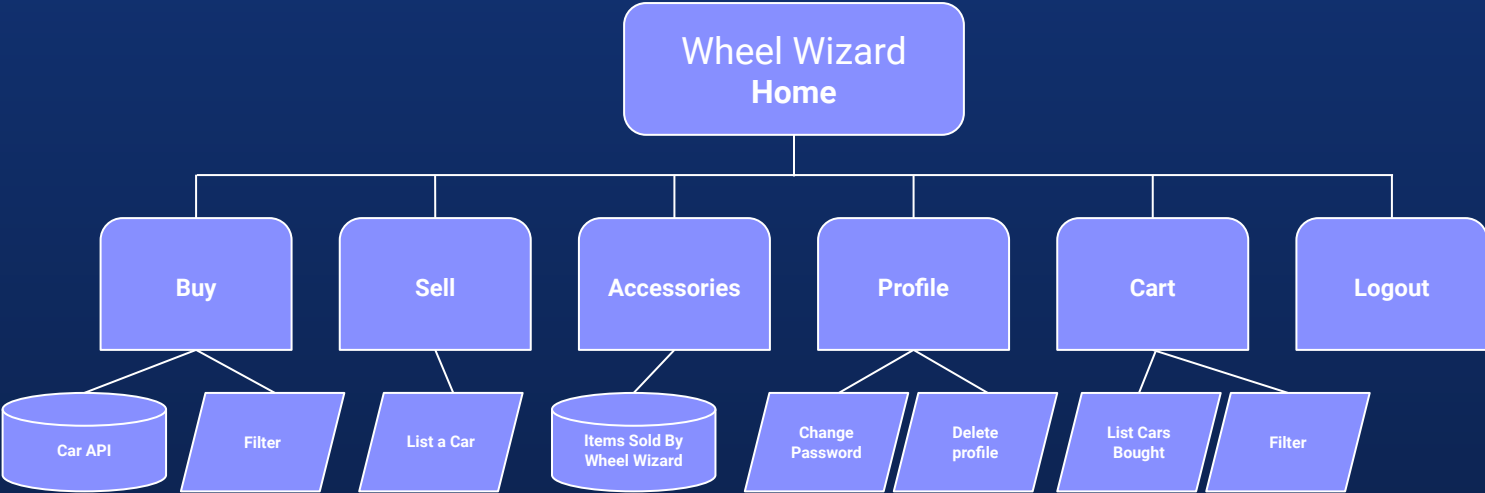 Wheel Wizard
Home
Buy
Sell
Accessories
Profile
Cart
Logout
Car API
Filter
List a Car
Items Sold By
Wheel Wizard
Change
Password
Delete
profile
List Cars
Bought
Filter